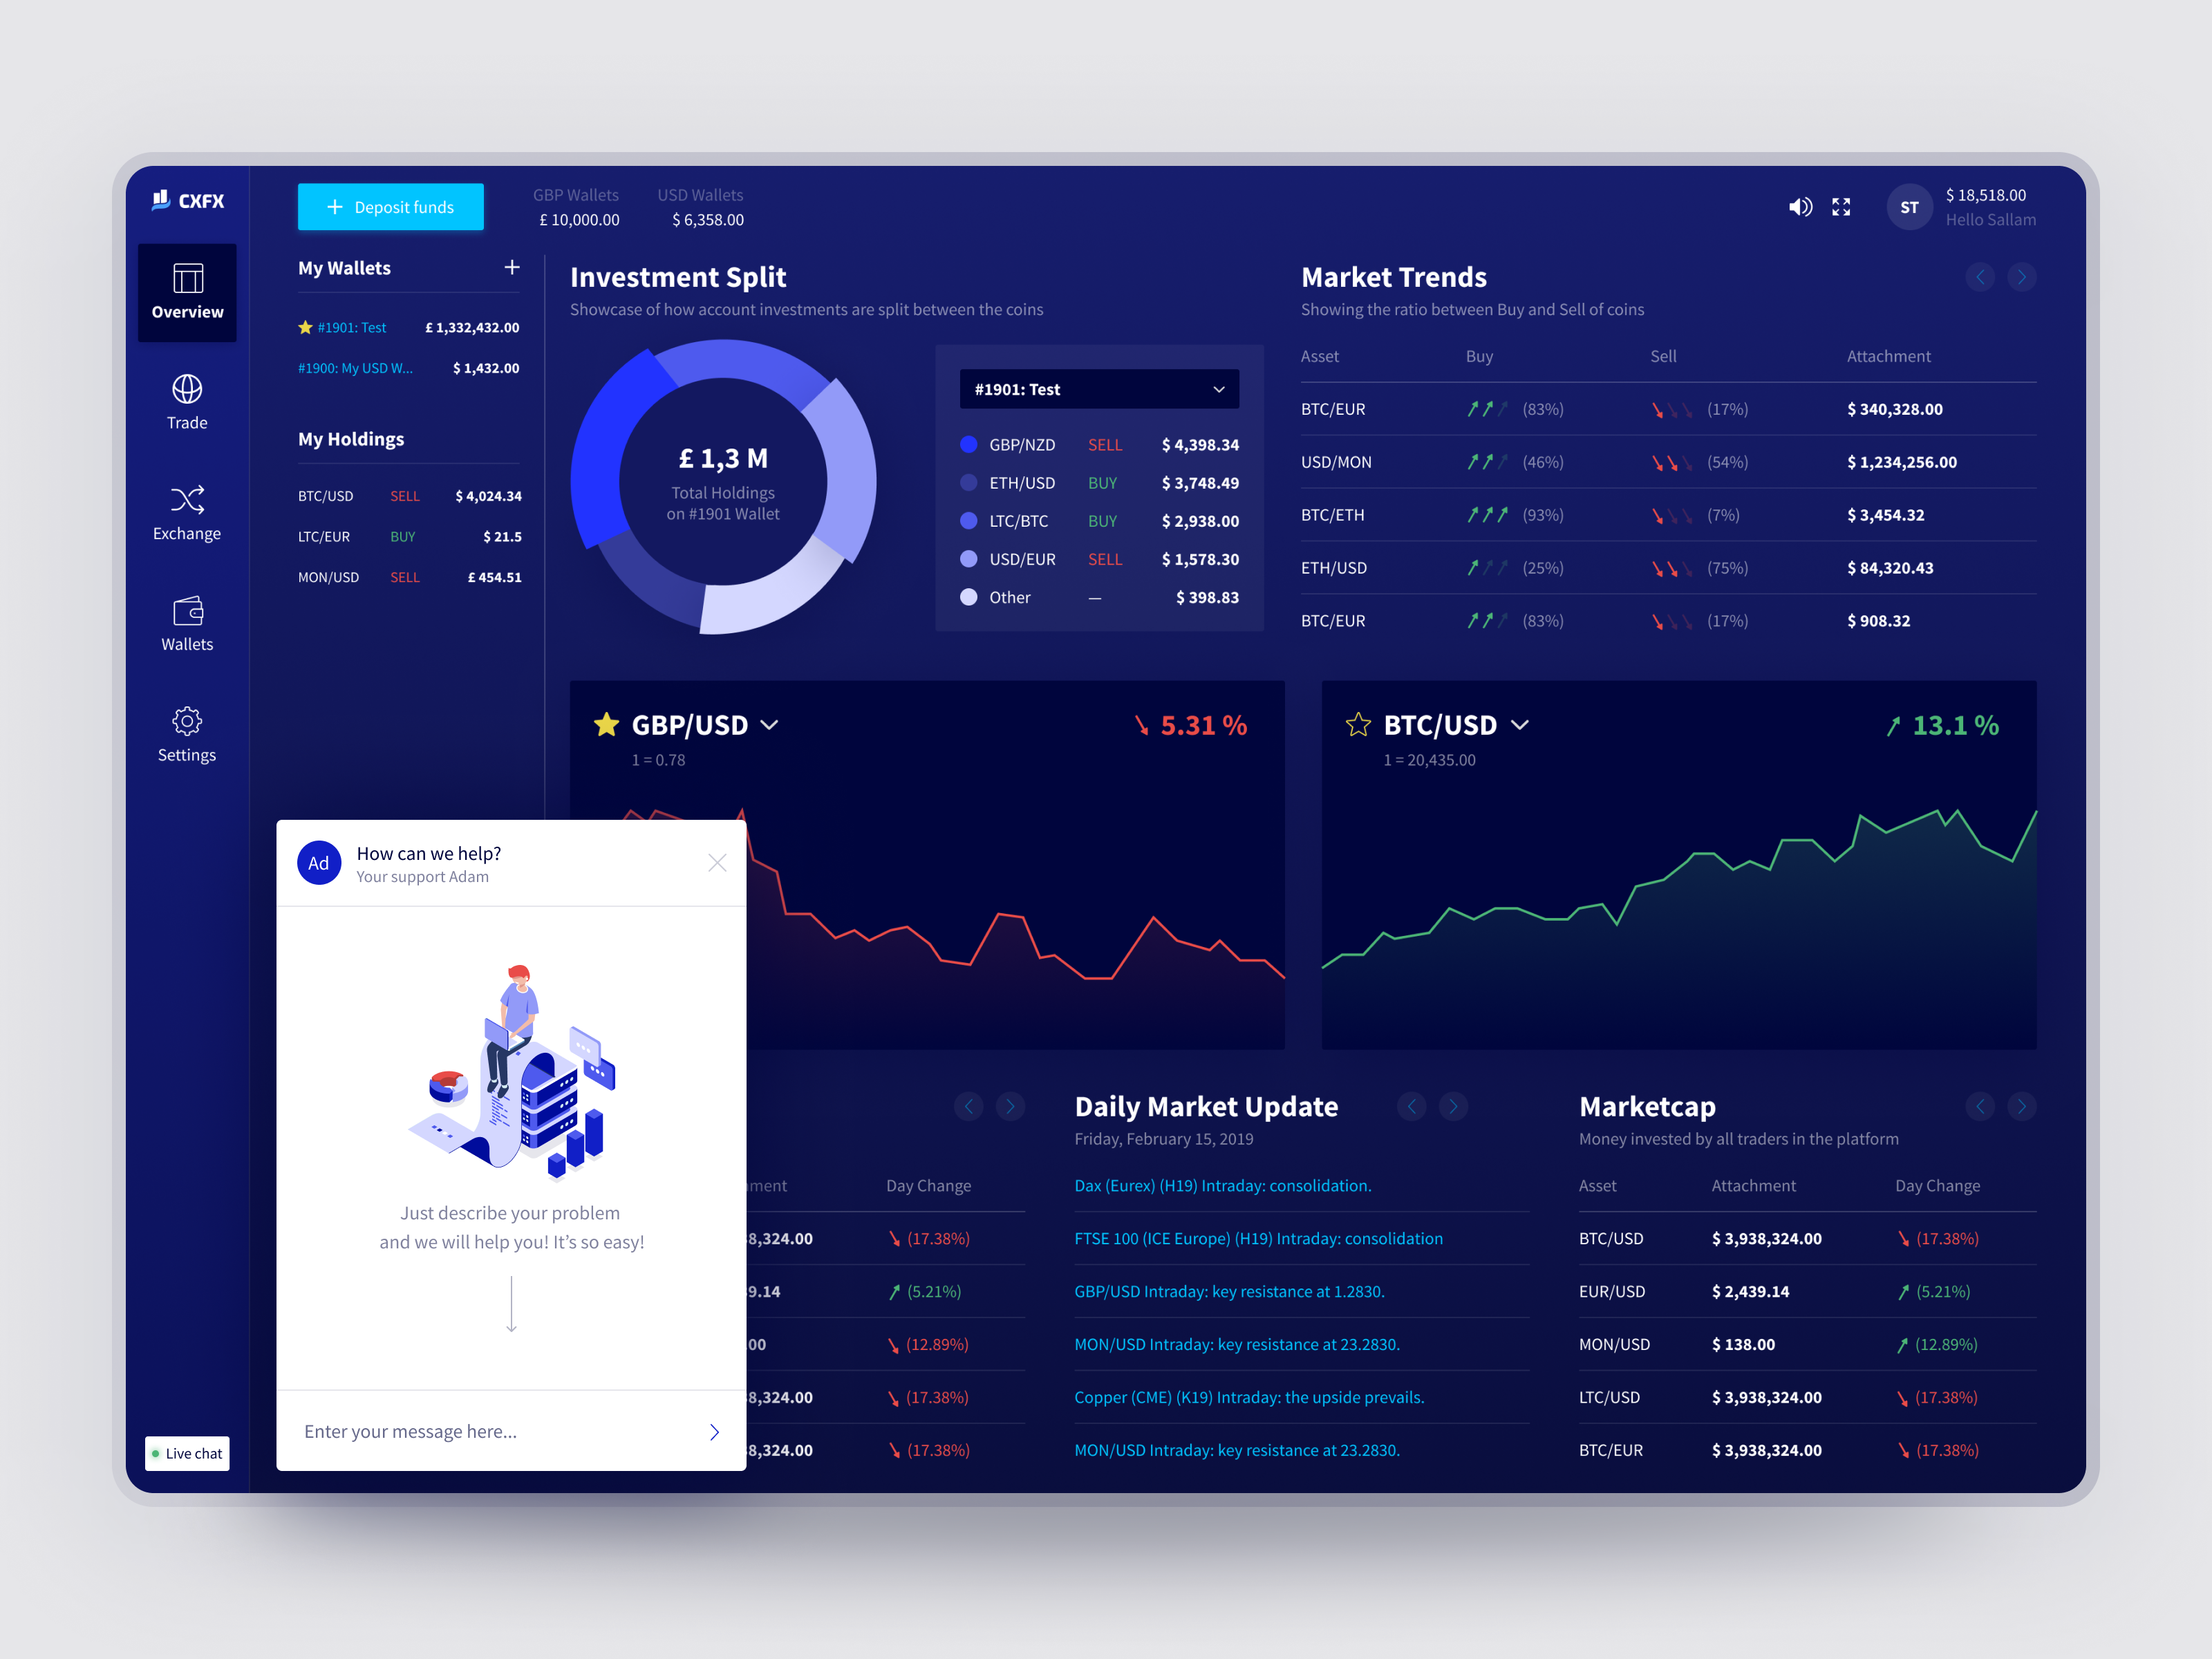 CXFX
Overview
Trade
Exchange
Wallets
Settings
Live chat
Deposit funds
GBP Wallets
£ 10,000.00
USD Wallets
$ 6,358.00
ST
$ 18,518.00
Hello Sallam
My Wallets
#1901: Test £ 1,332,432.00
#1900: My USD W... $ 1,432.00
My Holdings
BTC/USD SELL $ 4,024.34
LTC/EUR BUY $ 21.5
MON/USD SELL £ 454.51
Investment Split
Showcase of how account investments are split between the coins
£ 1,3 M
Total Holdings
on #1901 Wallet
#1901: Test
GBP/NZD SELL $ 4,398.34
ETH/USD BUY $ 3,748.49
LTC/BTC BUY $ 2,938.00
USD/EUR SELL $ 1,578.30
Other — $ 398.83
Market Trends
Showing the ratio between Buy and Sell of coins
Asset Buy Sell Attachment
BTC/EUR (83%) (17%) $ 340,328.00
USD/MON (46%) (54%) $ 1,234,256.00
BTC/ETH (93%) (7%) $ 3,454.32
ETH/USD (25%) (75%) $ 84,320.43
BTC/EUR (83%) (17%) $ 908.32
GBP/USD 5.31 %
1 = 0.78
BTC/USD 13.1 %
1 = 20,435.00
Ad
How can we help?
Your support Adam
Just describe your problem
and we will help you! It's so easy!
Enter your message here...
Day Change
8,324.00 (17.38%)
9.14 (5.21%)
00 (12.89%)
8,324.00 (17.38%)
8,324.00 (17.38%)
Daily Market Update
Friday, February 15, 2019
Dax (Eurex) (H19) Intraday: consolidation.
FTSE 100 (ICE Europe) (H19) Intraday: consolidation
GBP/USD Intraday: key resistance at 1.2830.
MON/USD Intraday: key resistance at 23.2830.
Copper (CME) (K19) Intraday: the upside prevails.
MON/USD Intraday: key resistance at 23.2830.
Marketcap
Money invested by all traders in the platform
Asset Attachment Day Change
BTC/USD $ 3,938,324.00 (17.38%)
EUR/USD $ 2,439.14 (5.21%)
MON/USD $ 138.00 (12.89%)
LTC/USD $ 3,938,324.00 (17.38%)
BTC/EUR $ 3,938,324.00 (17.38%)